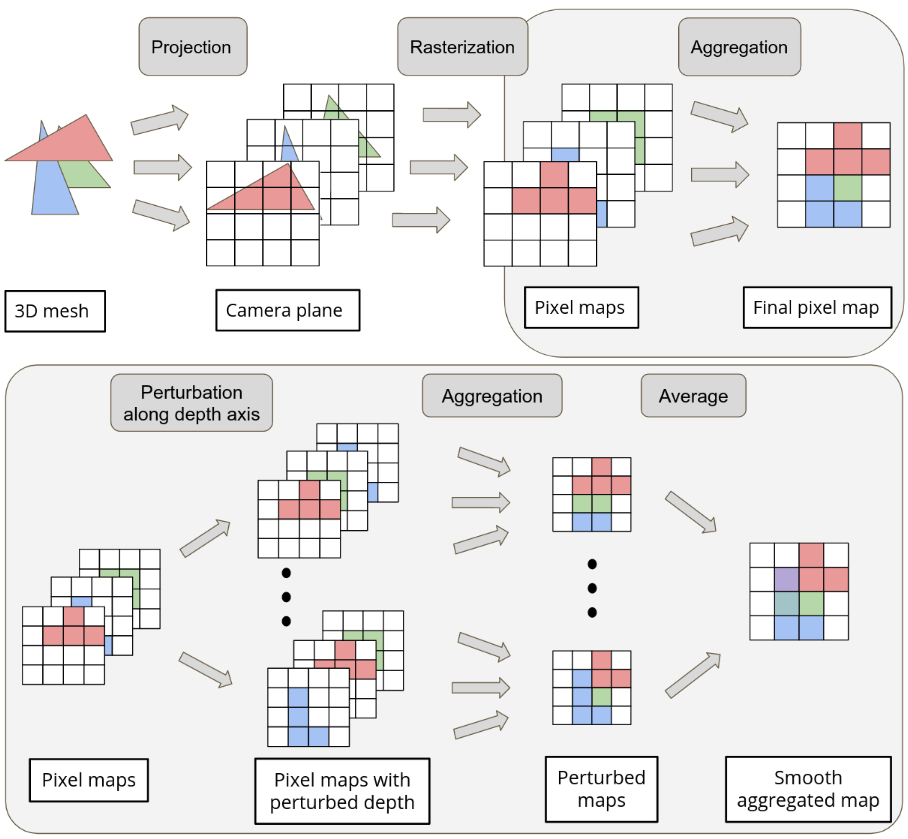 Projection
Rasterization
Aggregation
3D mesh
Camera plane
Pixel maps
Final pixel map
Perturbation
along depth axis
Aggregation
Average
Pixel maps
Pixel maps with
perturbed depth
Perturbed
maps
Smooth
aggregated map